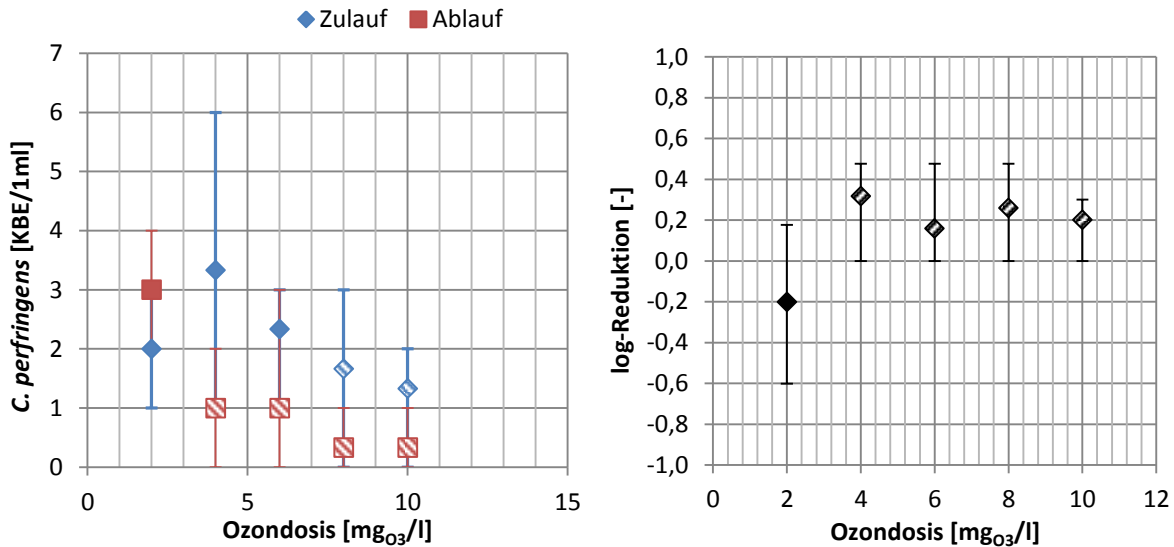 Zulauf Ablauf
C. perfringens [KBE/1ml]
7
6
5
4
3
2
1
0
0 5 10 15
Ozondosis [mgO3/l]
log-Reduktion [-]
1,0
0,8
0,6
0,4
0,2
0,0
-0,2
-0,4
-0,6
-0,8
-1,0
0 2 4 6 8 10 12
Ozondosis [mgO3/l]